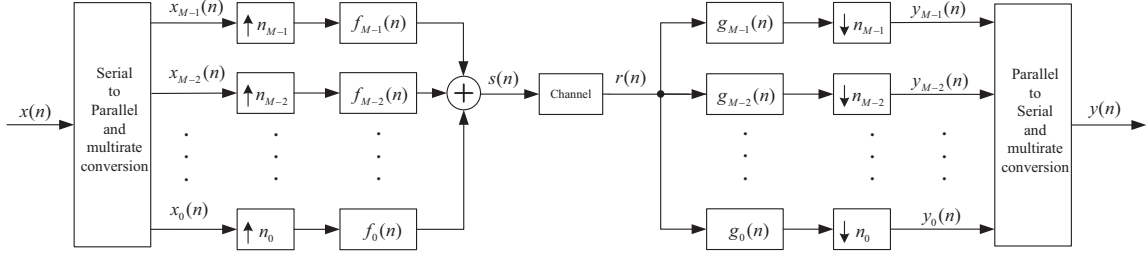 x(n)
Serial
to
Parallel
and
multirate
conversion
x_{M-1}(n)
↑ n_{M-1}
f_{M-1}(n)
x_{M-2}(n)
↑ n_{M-2}
f_{M-2}(n)
x_0(n)
↑ n_0
f_0(n)
+
s(n)
Channel
r(n)
g_{M-1}(n)
↓ n_{M-1}
y_{M-1}(n)
g_{M-2}(n)
↓ n_{M-2}
y_{M-2}(n)
g_0(n)
↓ n_0
y_0(n)
Parallel
to
Serial
and
multirate
conversion
y(n)